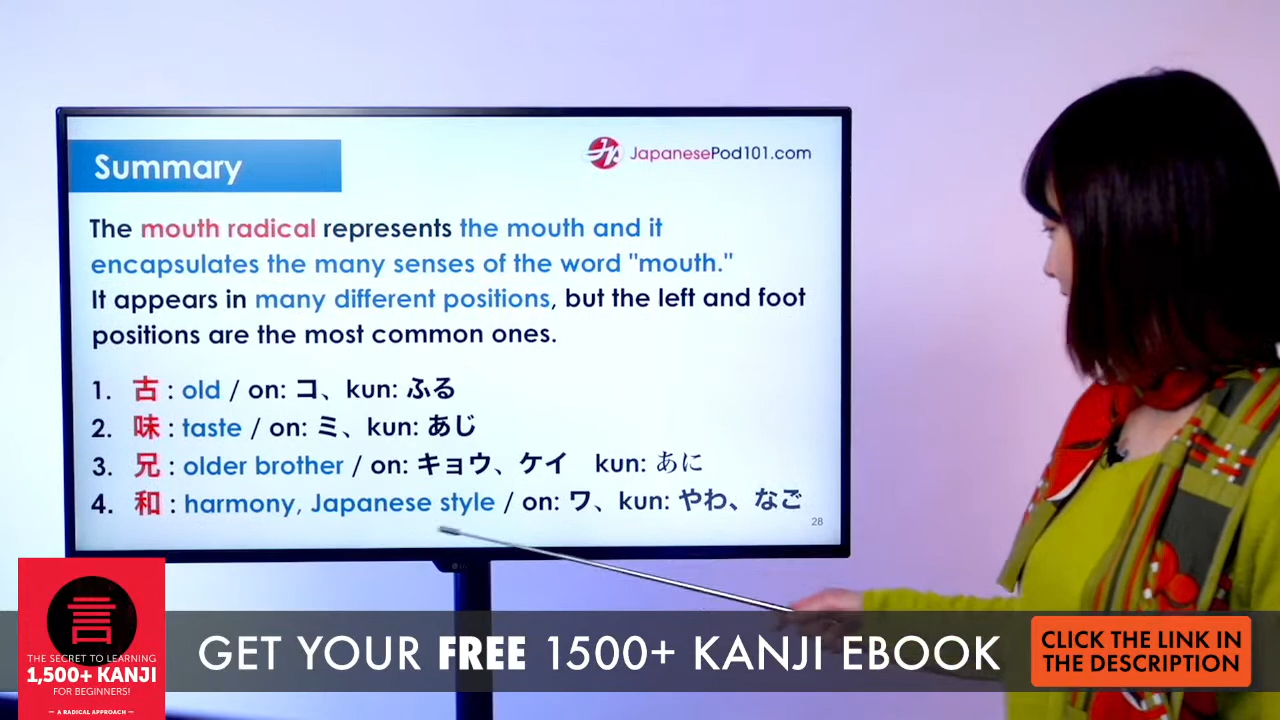 Summary
JapanesePod101.com
The mouth radical represents the mouth and it
encapsulates the many senses of the word "mouth."
It appears in many different positions, but the left and foot
positions are the most common ones.
1. 古 : old / on: コ、kun: ふる
2. 味 : taste / on: ミ、kun: あじ
3. 兄 : older brother / on: キョウ、ケイ kun: あに
4. 和 : harmony, Japanese style / on: ワ、kun: やわ、なご
28
LG
言
THE SECRET TO LEARNING
1,500+ KANJI
FOR BEGINNERS!
— A RADICAL APPROACH —
GET YOUR FREE 1500+ KANJI EBOOK
CLICK THE LINK IN
THE DESCRIPTION